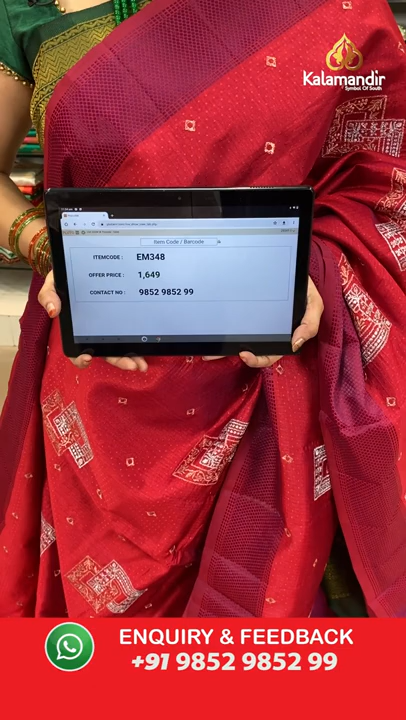 Kalamandir
Symbol Of South
Item Code / Barcode
ITEMCODE : EM348
OFFER PRICE : 1,649
CONTACT NO : 9852 9852 99
ENQUIRY & FEEDBACK
+91 9852 9852 99